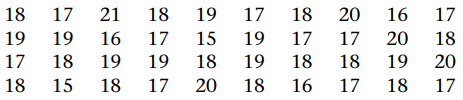 18 17 21 18 19 17 18 20 16 17
19 19 16 17 15 19 17 17 20 18
17 18 19 19 18 19 18 18 19 20
18 15 18 17 20 18 16 17 18 17